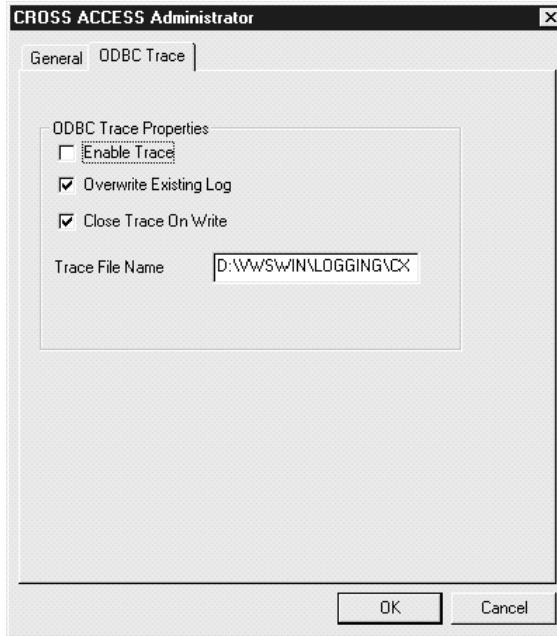 CROSS ACCESS Administrator
General ODBC Trace
ODBC Trace Properties
Enable Trace
Overwrite Existing Log
Close Trace On Write
Trace File Name D:\VWSWIN\LOGGING\CX
OK Cancel